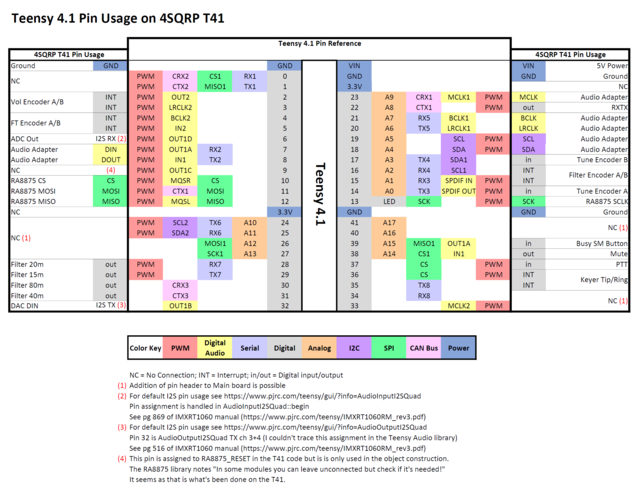 Teensy 4.1 Pin Usage on 4SQRP T41
Teensy 4.1 Pin Reference
4SQRP T41 Pin Usage 4SQRP T41 Pin Usage
Ground GND GND VIN VIN 5V Power
NC PWM CRX2 CS1 RX1 0 GND GND Ground
PWM CTX2 MISO1 TX1 1 3.3V NC
Vol Encoder A/B INT PWM OUT2 2 23 A9 CRX1 MCLK1 PWM MCLK Audio Adapter
INT PWM LRCLK2 3 22 A8 CTX1 PWM out RXTX
FT Encoder A/B INT PWM BCLK2 4 21 A7 RX5 BCLK1 BCLK Audio Adapter
INT PWM IN2 5 20 A6 TX5 LRCLK1 LRCLK Audio Adapter
ADC Out I2S RX (2) PWM OUT1D 6 19 A5 SCL PWM SCL Audio Adapter
Audio Adapter DIN PWM OUT1A RX2 7 18 A4 SDA PWM SDA Audio Adapter
Audio Adapter DOUT PWM IN1 TX2 8 17 A3 TX4 SDA1 in Tune Encoder B
NC (4) PWM OUT1C 9 16 A2 RX4 SCL1 INT Filter Encoder A/B
RA8875 CS CS PWM MQSR CS 10 15 A1 RX3 SPDIF IN PWM INT
RA8875 MOSI MOSI PWM CTX1 MOSI 11 14 A0 TX3 SPDIF OUT PWM in Tune Encoder A
RA8875 MISO MISO PWM MQSL MISO 12 13 LED SCK PWM SCK RA8875 SCLK
NC 3.3V GND GND Ground
NC (1) PWM SCL2 TX6 A10 24 41 A17 NC (1)
PWM SDA2 RX6 A11 25 40 A16
MOSI1 A12 26 39 A15 MISO1 OUT1A in Busy SM Button
SCK1 A13 27 38 A14 CS1 IN1 out Mute
Filter 20m out PWM RX7 28 37 CS PWM in PTT
Filter 15m out PWM TX7 29 36 CS PWM INT Keyer Tip/Ring
Filter 80m out CRX3 30 35 TX8 INT
Filter 40m out CTX3 31 34 RX8 NC (1)
DAC DIN I2S TX (3) OUT1B 32 33 MCLK2 PWM
Teensy 4.1
Color Key PWM Digital Audio Serial Digital Analog I2C SPI CAN Bus Power
NC = No Connection; INT = Interrupt; in/out = Digital input/output
(1) Addition of pin header to Main board is possible
(2) For default I2S pin usage see https://www.pjrc.com/teensy/gui/?info=AudioInputI2SQuad
Pin assignment is handled in AudioInputI2SQuad::begin
See pg 869 of IMXRT1060 manual (https://www.pjrc.com/teensy/IMXRT1060RM_rev3.pdf)
(3) For default I2S pin usage see https://www.pjrc.com/teensy/gui/?info=AudioOutputI2SQuad
Pin 32 is AudioOutputI2SQuad TX ch 3+4 (I couldn't trace this assignment in the Teensy Audio library)
See pg 516 of IMXRT1060 manual (https://www.pjrc.com/teensy/IMXRT1060RM_rev3.pdf)
(4) This pin is assigned to RA8875_RESET in the T41 code but is is only used in the object construction.
The RA8875 library notes "In some modules you can leave unconnected but check if it's needed!"
It seems as that is what's been done on the T41.